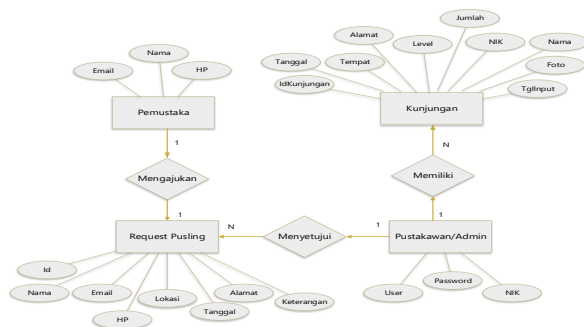 Jumlah
Nama
Alamat
Level
NIK
Nama
Email
HP
Tanggal
Tempat
Foto
IdKunjungan
TglInput
Pemustaka
Kunjungan
1
N
Mengajukan
Memiliki
1
1
Request Pusling
N
Menyetujui
1
Pustakawan/Admin
Id
Nama
Email
HP
Lokasi
Tanggal
Alamat
Keterangan
User
Password
NIK